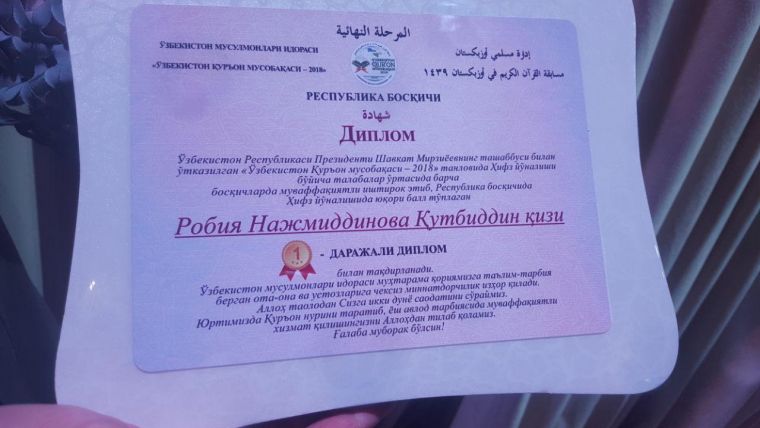 المرحلة النهائية
ЎЗБЕКИСТОН МУСУЛМОНЛАРИ ИДОРАСИ
إدارة مسلمي أوزبكستان
«ЎЗБЕКИСТОН ҚУРЪОН МУСОБАҚАСИ – 2018»
مسابقة القرآن الكريم في أوزبكستان ١٤٣٩
РЕСПУБЛИКА БОСҚИЧИ
شهادة
ДИПЛОМ
Ўзбекистон Республикаси Президенти Шавкат Мирзиёевнинг ташаббуси билан
ўтказилган «Ўзбекистон Қуръон мусобақаси – 2018» танловида Ҳифз йўналиши
бўйича талабалар ўртасида барча
босқичларда муваффақиятли иштирок этиб, Республика босқичида
Ҳифз йўналишида юқори балл тўплаган
Робия Нажмиддинова Қутбиддин қизи
1 - ДАРАЖАЛИ ДИПЛОМ
билан тақдирланади.
Ўзбекистон мусулмонлари идораси муҳтарама қориямизга таълим-тарбия
берган ота-она ва устозларига чексиз миннатдорчилик изҳор қилади.
Аллоҳ таолодан Сизга икки дунё саодатини сўраймиз.
Юртимизда Қуръон нурини таратиб, ёш авлод тарбиясида муваффақиятли
хизмат қилишингизни Аллоҳдан тилаб қоламиз.
Ғалаба муборак бўлсин!